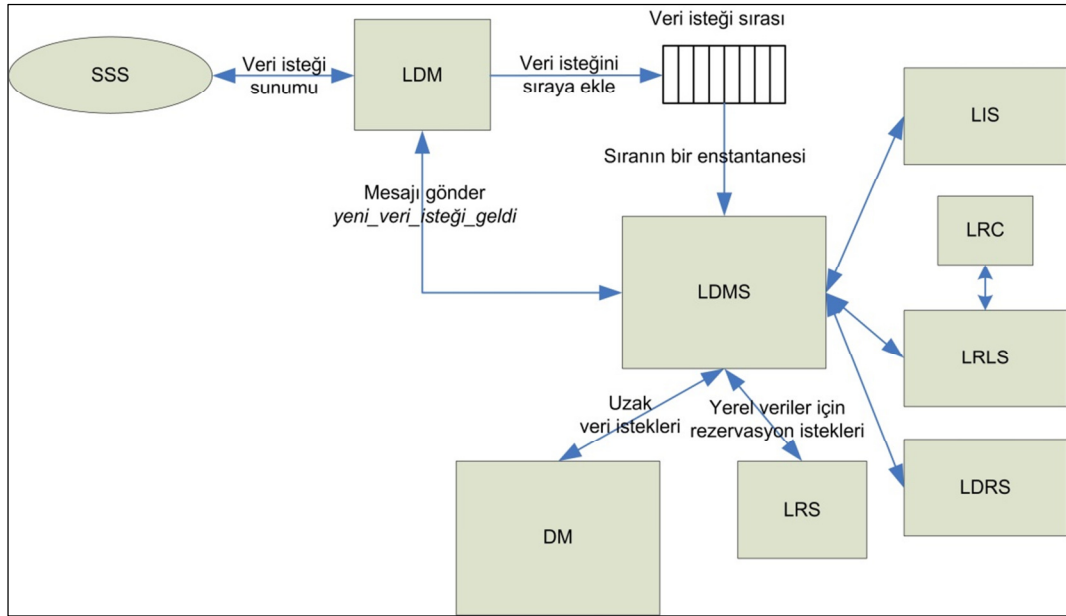 Veri isteği sırası
SSS
Veri isteği
sunumu
LDM
Veri isteğini
sıraya ekle
LIS
Sıranın bir enstantanesi
Mesajı gönder
yeni_veri_isteği_geldi
LRC
LDMS
LRLS
Uzak
veri istekleri
Yerel veriler için
rezervasyon istekleri
LDRS
LRS
DM